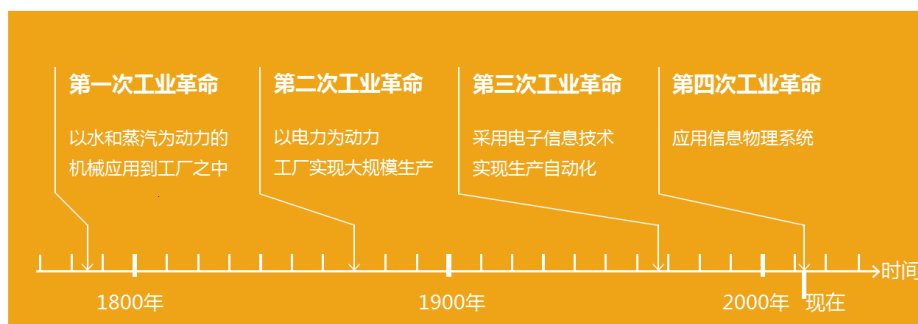 第一次工业革命
以水和蒸汽为动力的
机械应用到工厂之中
第二次工业革命
以电力为动力
工厂实现大规模生产
第三次工业革命
采用电子信息技术
实现生产自动化
第四次工业革命
应用信息物理系统
时间
1800年
1900年
2000年
现在